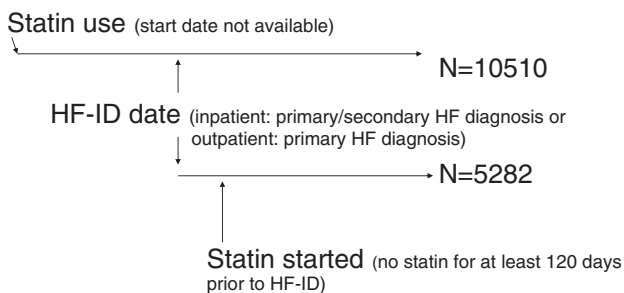 Statin use (start date not available)
N=10510
HF-ID date (inpatient: primary/secondary HF diagnosis or
outpatient: primary HF diagnosis)
N=5282
Statin started (no statin for at least 120 days
prior to HF-ID)